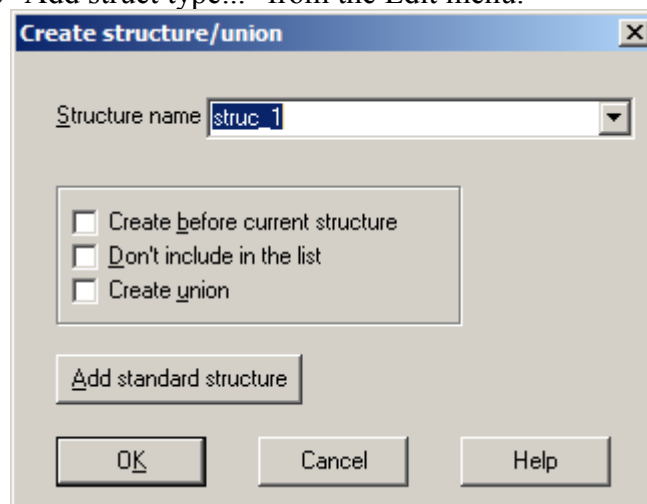 "Add struct type..." from the Edit menu.
Create structure/union
Structure name struc_1
Create before current structure
Don't include in the list
Create union
Add standard structure
OK Cancel Help